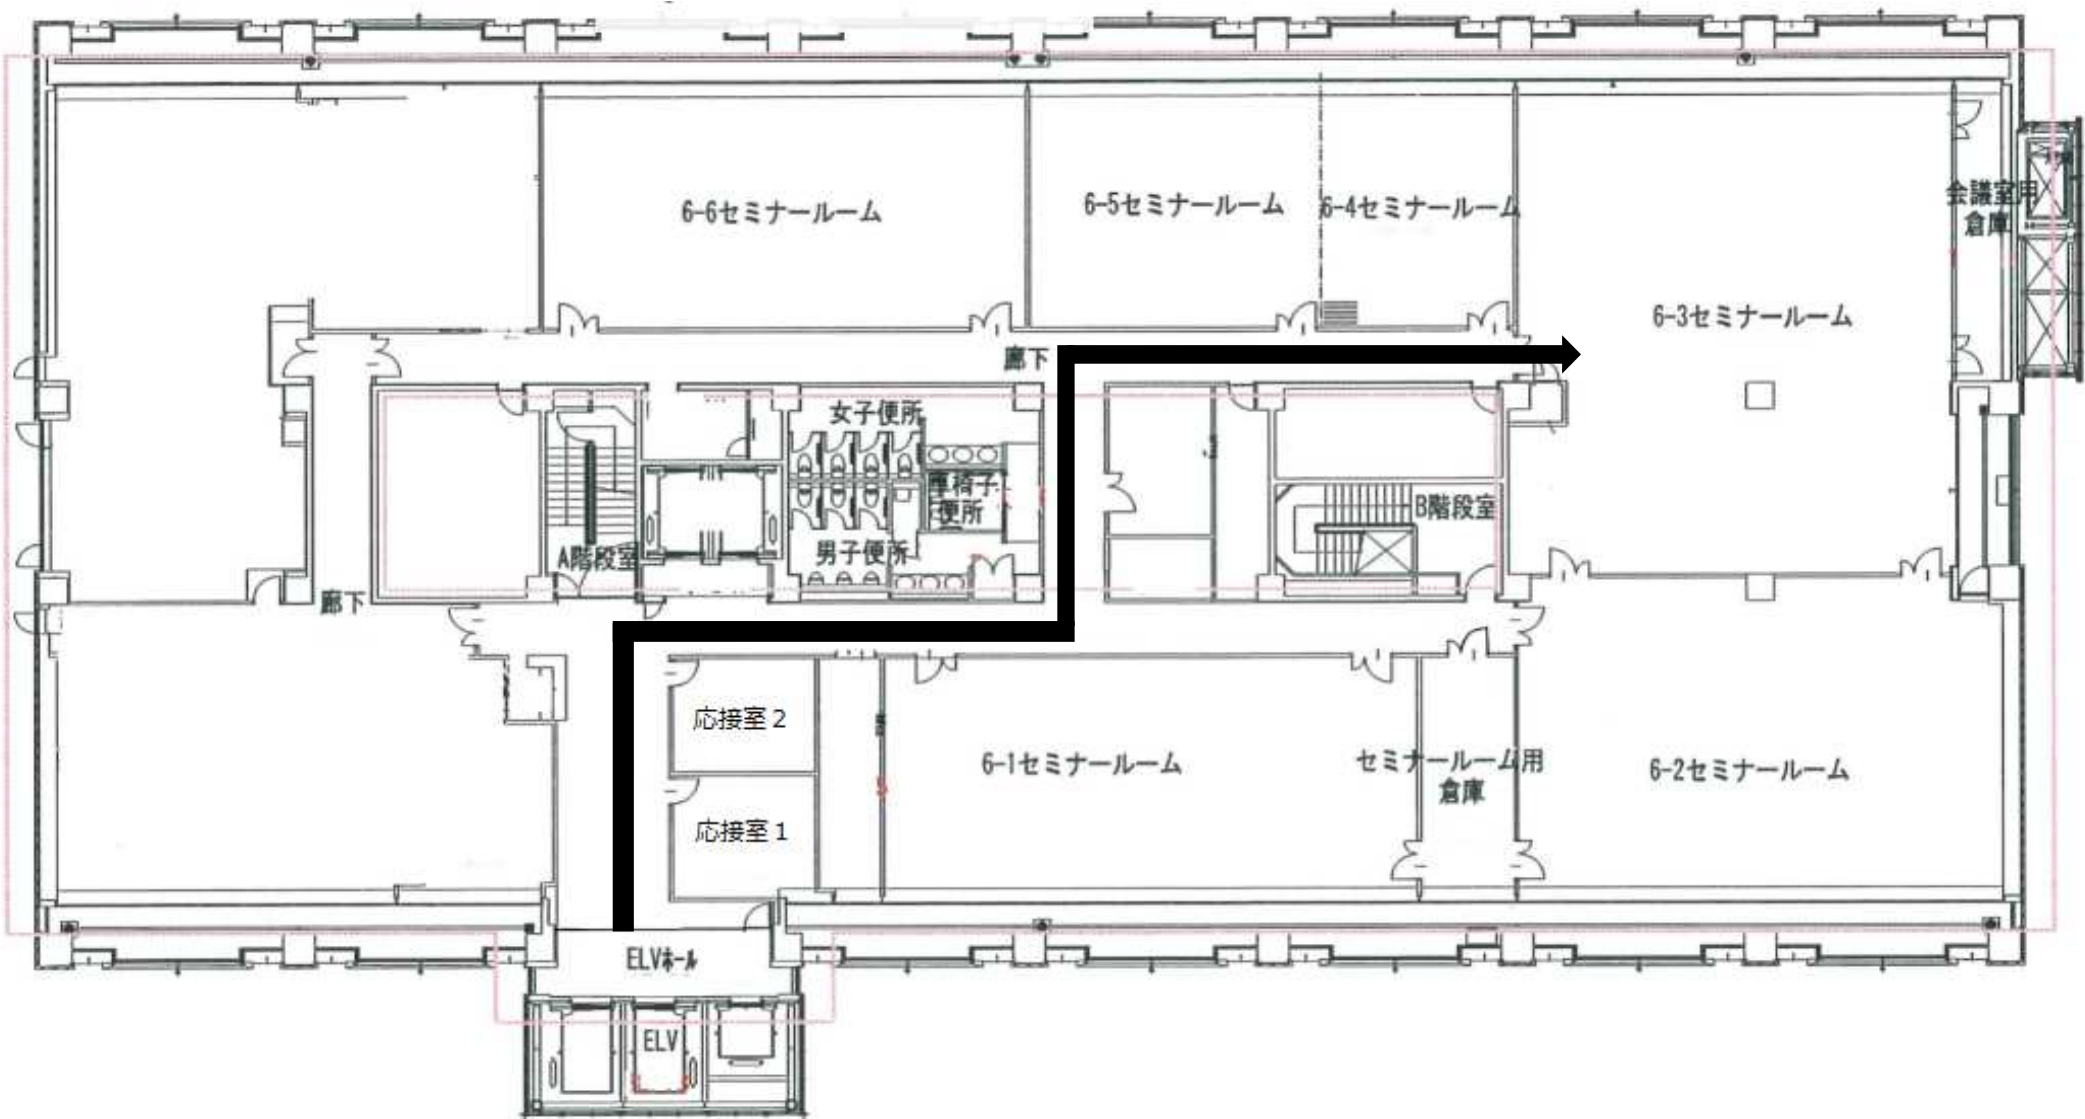 6-6セミナールーム
6-5セミナールーム
6-4セミナールーム
6-3セミナールーム
会議室用
倉庫
廊下
女子便所
車椅子
便所
男子便所
A階段室
B階段室
廊下
応接室２
応接室１
6-1セミナールーム
セミナールーム用
倉庫
6-2セミナールーム
ELVホール
ELV